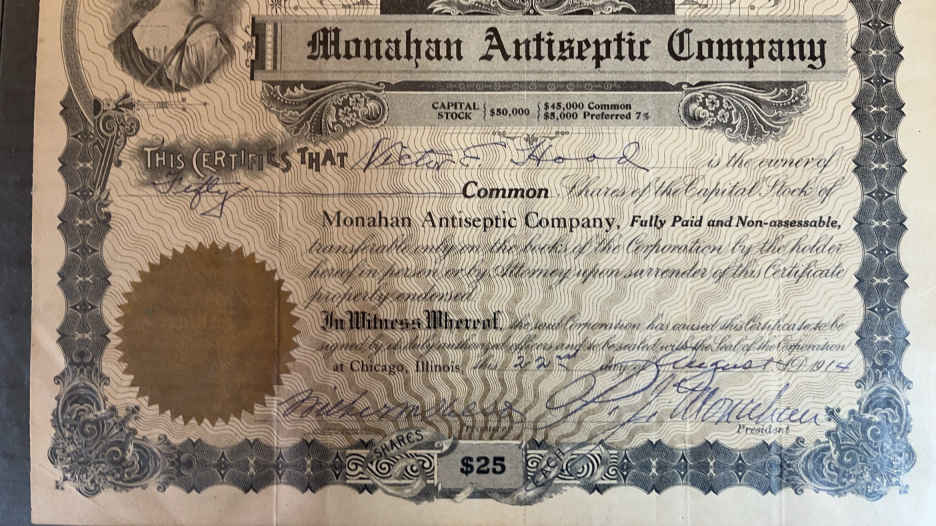 Monahan Antiseptic Company
CAPITAL STOCK $50,000 $45,000 Common
$5,000 Preferred 7%
THIS CERTIFIES THAT Victor F Hood is the owner of
Fifty Common Shares of the Capital Stock of
Monahan Antiseptic Company, Fully Paid and Non-assessable,
transferable only on the books of the Corporation by the holder
hereof in person or by Attorney upon surrender of this Certificate
properly endorsed.
In Witness Whereof, the said Corporation has caused this Certificate to be
signed by its duly authorized officers and to be sealed with the Seal of the Corporation
at Chicago, Illinois, this 22nd day of August A.D. 1914
Monahan
President
SHARES $25 EACH